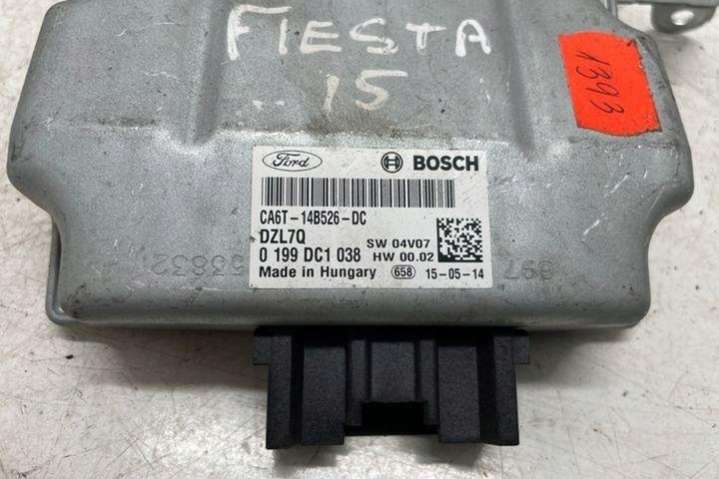 FIESTA
15
1393
Ford BOSCH
CA6T-14B526-DC
DZL7Q
0 199 DC1 038 SW 04V07
HW 00.02
Made in Hungary 658 15-05-14